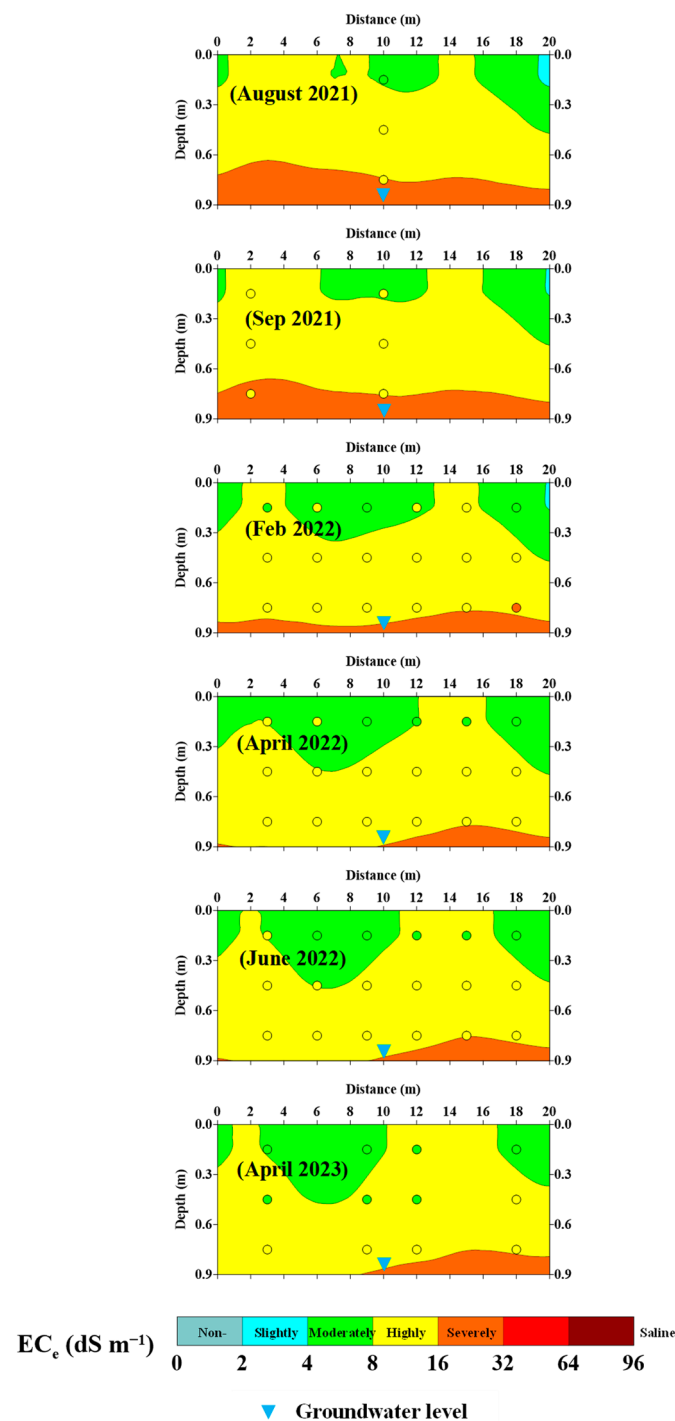 Distance (m)
0 2 4 6 8 10 12 14 16 18 20
Depth (m)
0.0 0.0
(August 2021)
0.3 0.3
0.6 0.6
0.9 0.9
Distance (m)
0 2 4 6 8 10 12 14 16 18 20
Depth (m)
0.0 0.0
(Sep 2021)
0.3 0.3
0.6 0.6
0.9 0.9
Distance (m)
0 2 4 6 8 10 12 14 16 18 20
Depth (m)
0.0 0.0
(Feb 2022)
0.3 0.3
0.6 0.6
0.9 0.9
Distance (m)
0 2 4 6 8 10 12 14 16 18 20
Depth (m)
0.0 0.0
(April 2022)
0.3 0.3
0.6 0.6
0.9 0.9
Distance (m)
0 2 4 6 8 10 12 14 16 18 20
Depth (m)
0.0 0.0
(June 2022)
0.3 0.3
0.6 0.6
0.9 0.9
Distance (m)
0 2 4 6 8 10 12 14 16 18 20
Depth (m)
0.0 0.0
(April 2023)
0.3 0.3
0.6 0.6
0.9 0.9
ECe (dS m⁻¹)
Non- Slightly Moderately Highly Severely Saline
0 2 4 8 16 32 64 96
Groundwater level